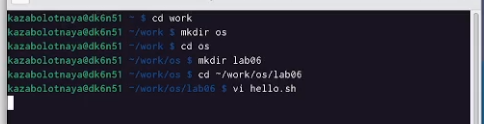 kazabolotnaya@dk6n51 ~ $ cd work
kazabolotnaya@dk6n51 ~/work $ mkdir os
kazabolotnaya@dk6n51 ~/work $ cd os
kazabolotnaya@dk6n51 ~/work/os $ mkdir lab06
kazabolotnaya@dk6n51 ~/work/os $ cd ~/work/os/lab06
kazabolotnaya@dk6n51 ~/work/os/lab06 $ vi hello.sh